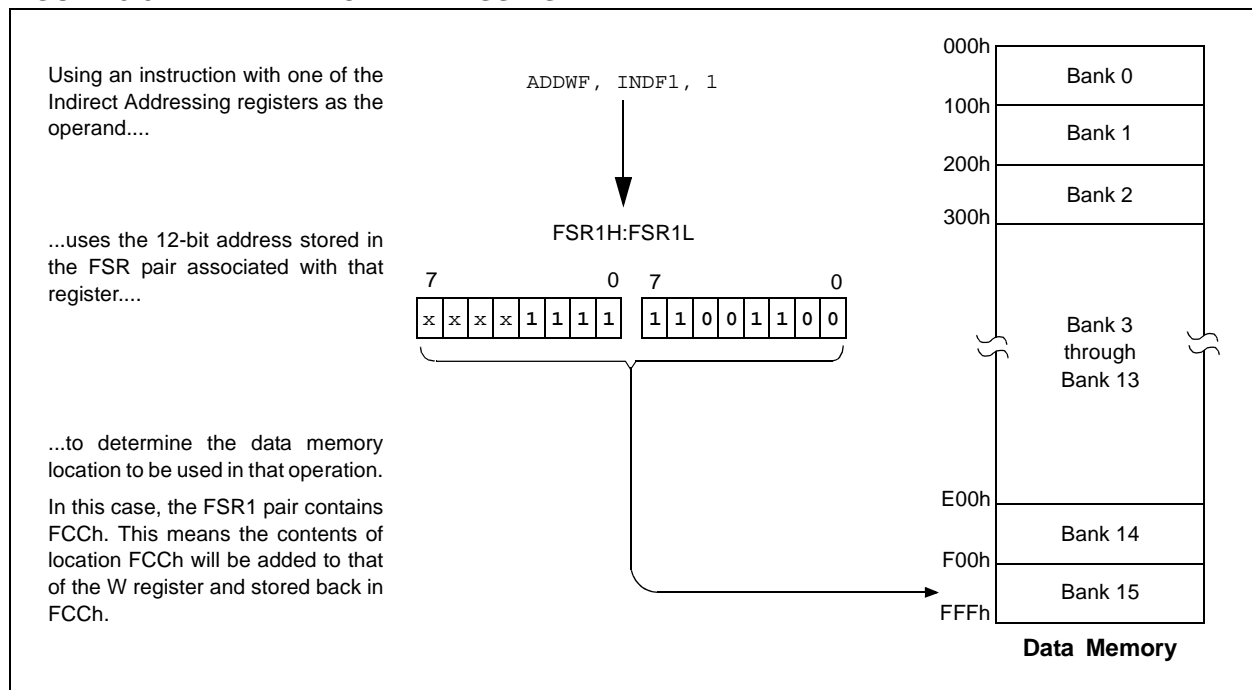 Using an instruction with one of the
Indirect Addressing registers as the
operand....
ADDWF, INDF1, 1
...uses the 12-bit address stored in
the FSR pair associated with that
register....
FSR1H:FSR1L
7 0 7 0
x x x x 1 1 1 1 1 1 0 0 1 1 0 0
...to determine the data memory
location to be used in that operation.
In this case, the FSR1 pair contains
FCCh. This means the contents of
location FCCh will be added to that
of the W register and stored back in
FCCh.
000h
Bank 0
100h
Bank 1
200h
Bank 2
300h
Bank 3
through
Bank 13
E00h
Bank 14
F00h
Bank 15
FFFh
Data Memory